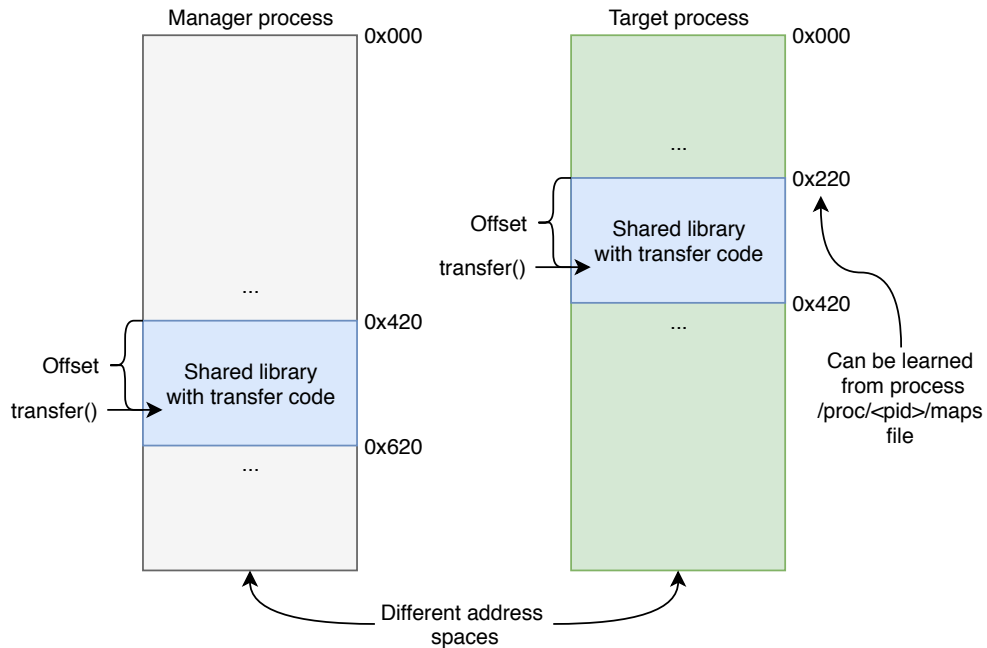 Manager process
0x000
...
0x420
Offset
Shared library
with transfer code
transfer()
0x620
...
Target process
0x000
...
0x220
Offset
Shared library
with transfer code
transfer()
0x420
...
Can be learned
from process
/proc/<pid>/maps
file
Different address
spaces